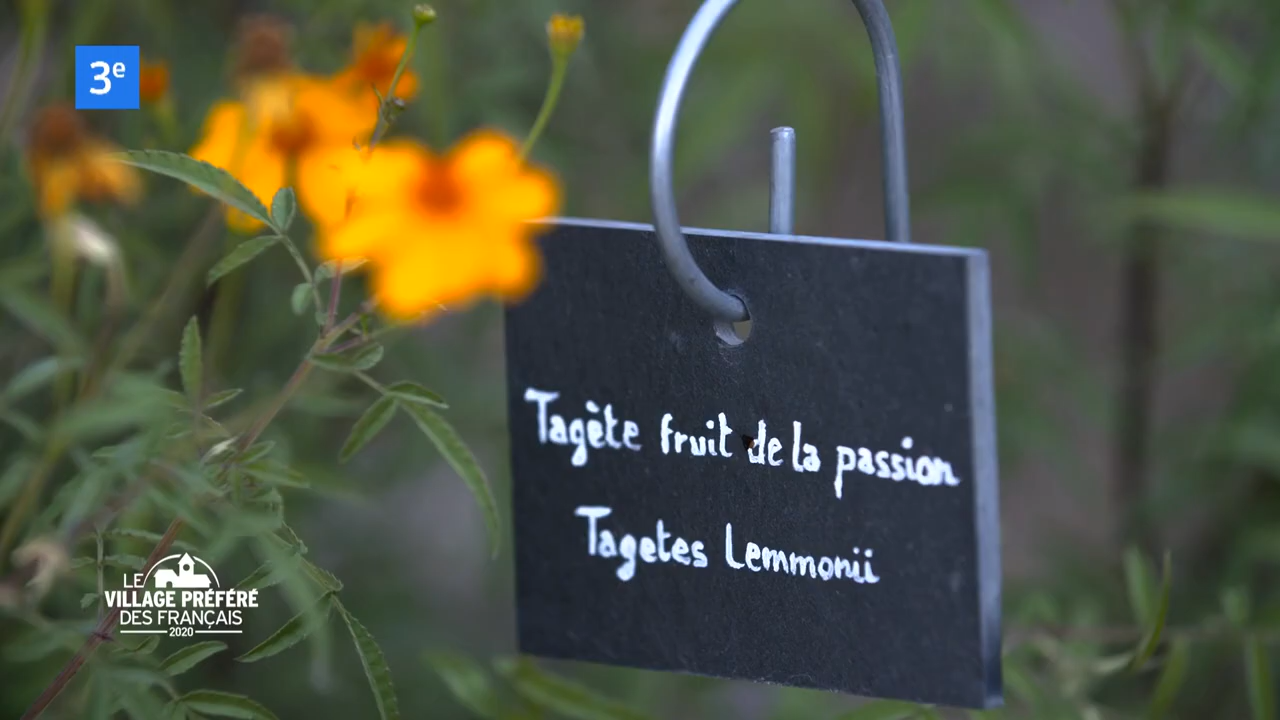 3e
Tagète fruit de la passion
Tagetes Lemmonii
LE
VILLAGE PRÉFÉRÉ
DES FRANÇAIS
2020